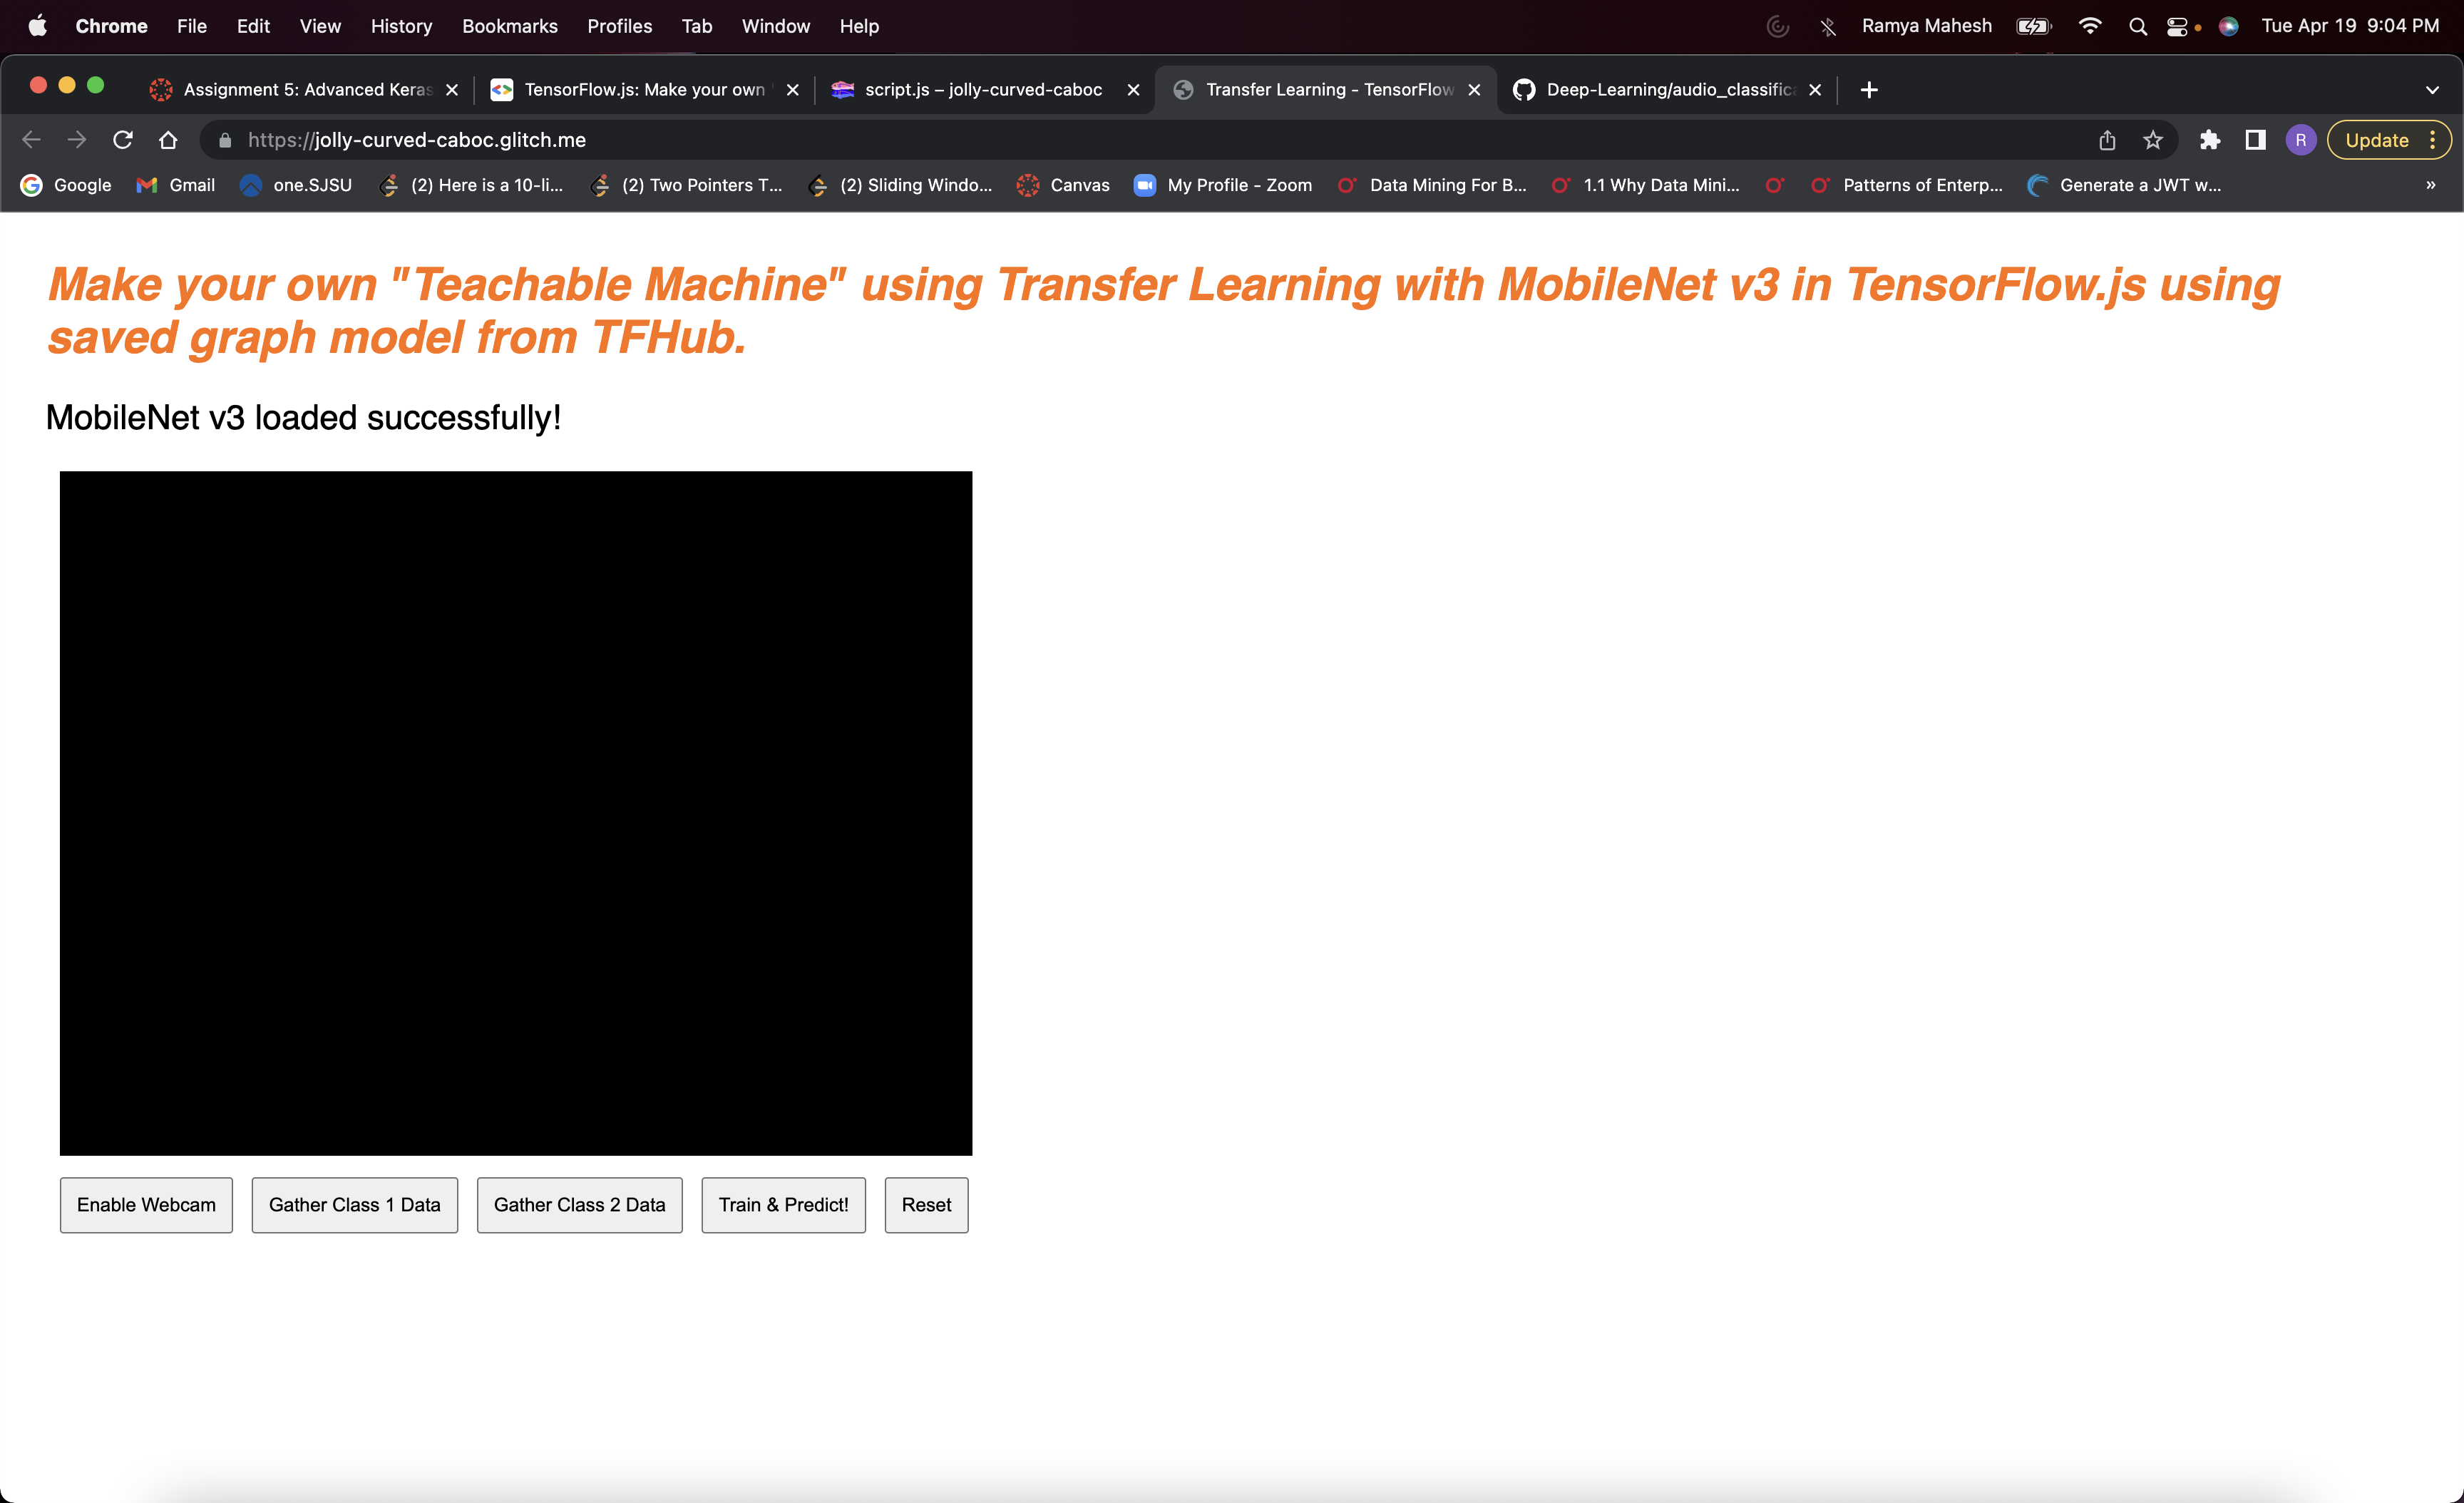 Chrome File Edit View History Bookmarks Profiles Tab Window Help Ramya Mahesh Tue Apr 19 9:04 PM
Assignment 5: Advanced Keras TensorFlow.js: Make your own script.js – jolly-curved-caboc Transfer Learning - TensorFlow Deep-Learning/audio_classific
https://jolly-curved-caboc.glitch.me R Update
Google Gmail one.SJSU (2) Here is a 10-li... (2) Two Pointers T... (2) Sliding Windo... Canvas My Profile - Zoom Data Mining For B... 1.1 Why Data Mini... Patterns of Enterp... Generate a JWT w... »
Make your own "Teachable Machine" using Transfer Learning with MobileNet v3 in TensorFlow.js using
saved graph model from TFHub.
MobileNet v3 loaded successfully!
Enable Webcam Gather Class 1 Data Gather Class 2 Data Train & Predict! Reset